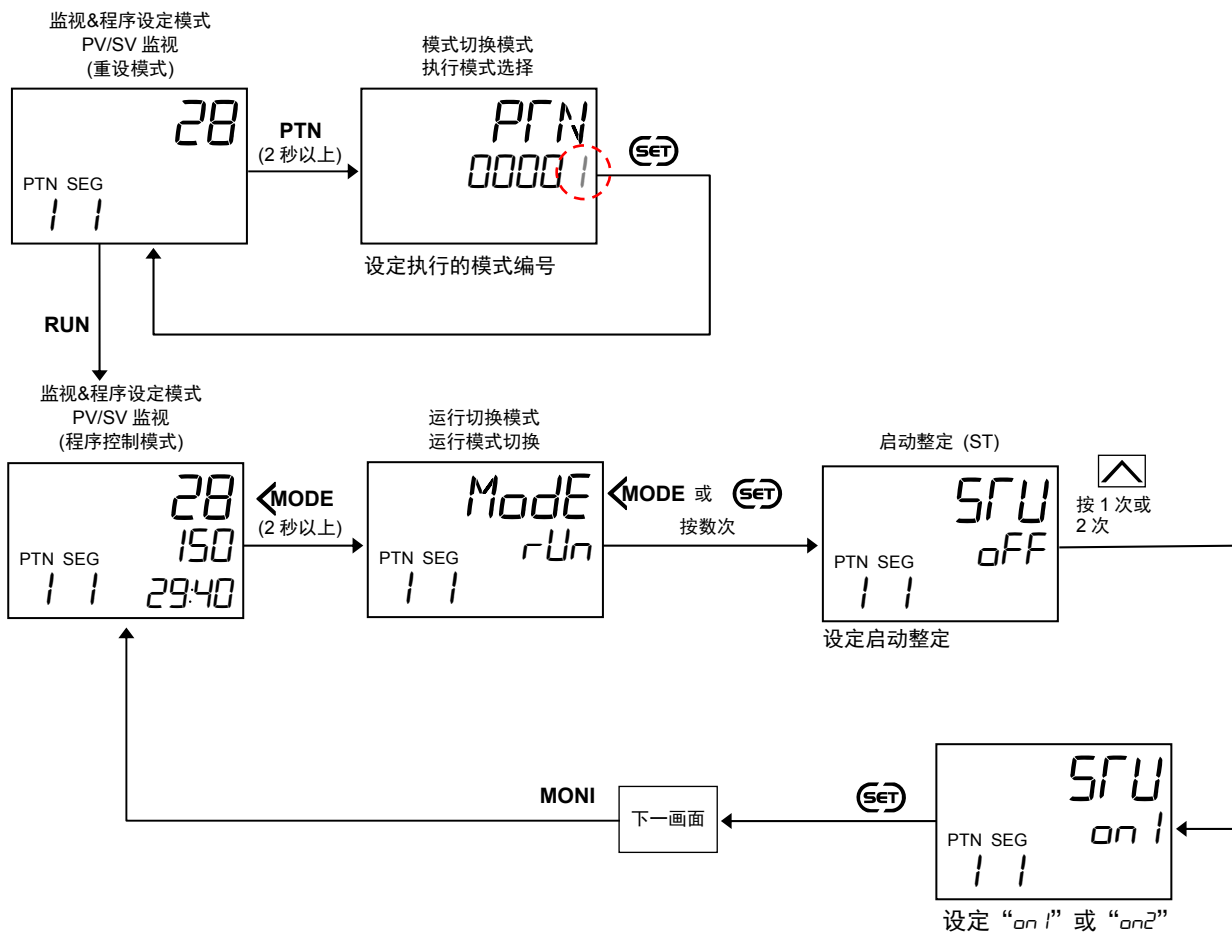 监视&程序设定模式
PV/SV 监视
(重设模式)
28
PTN SEG
1 1
PTN
(2 秒以上)
模式切换模式
执行模式选择
PTN
00001
SET
设定执行的模式编号
RUN
监视&程序设定模式
PV/SV 监视
(程序控制模式)
28
150
PTN SEG
1 1 29:40
MODE
(2 秒以上)
运行切换模式
运行模式切换
ModE
rUn
PTN SEG
1 1
MODE 或 SET
按数次
启动整定 (ST)
STU
oFF
PTN SEG
1 1
设定启动整定
按 1 次或
2 次
STU
on1
PTN SEG
1 1
设定“on1”或“on2”
SET
下一画面
MONI